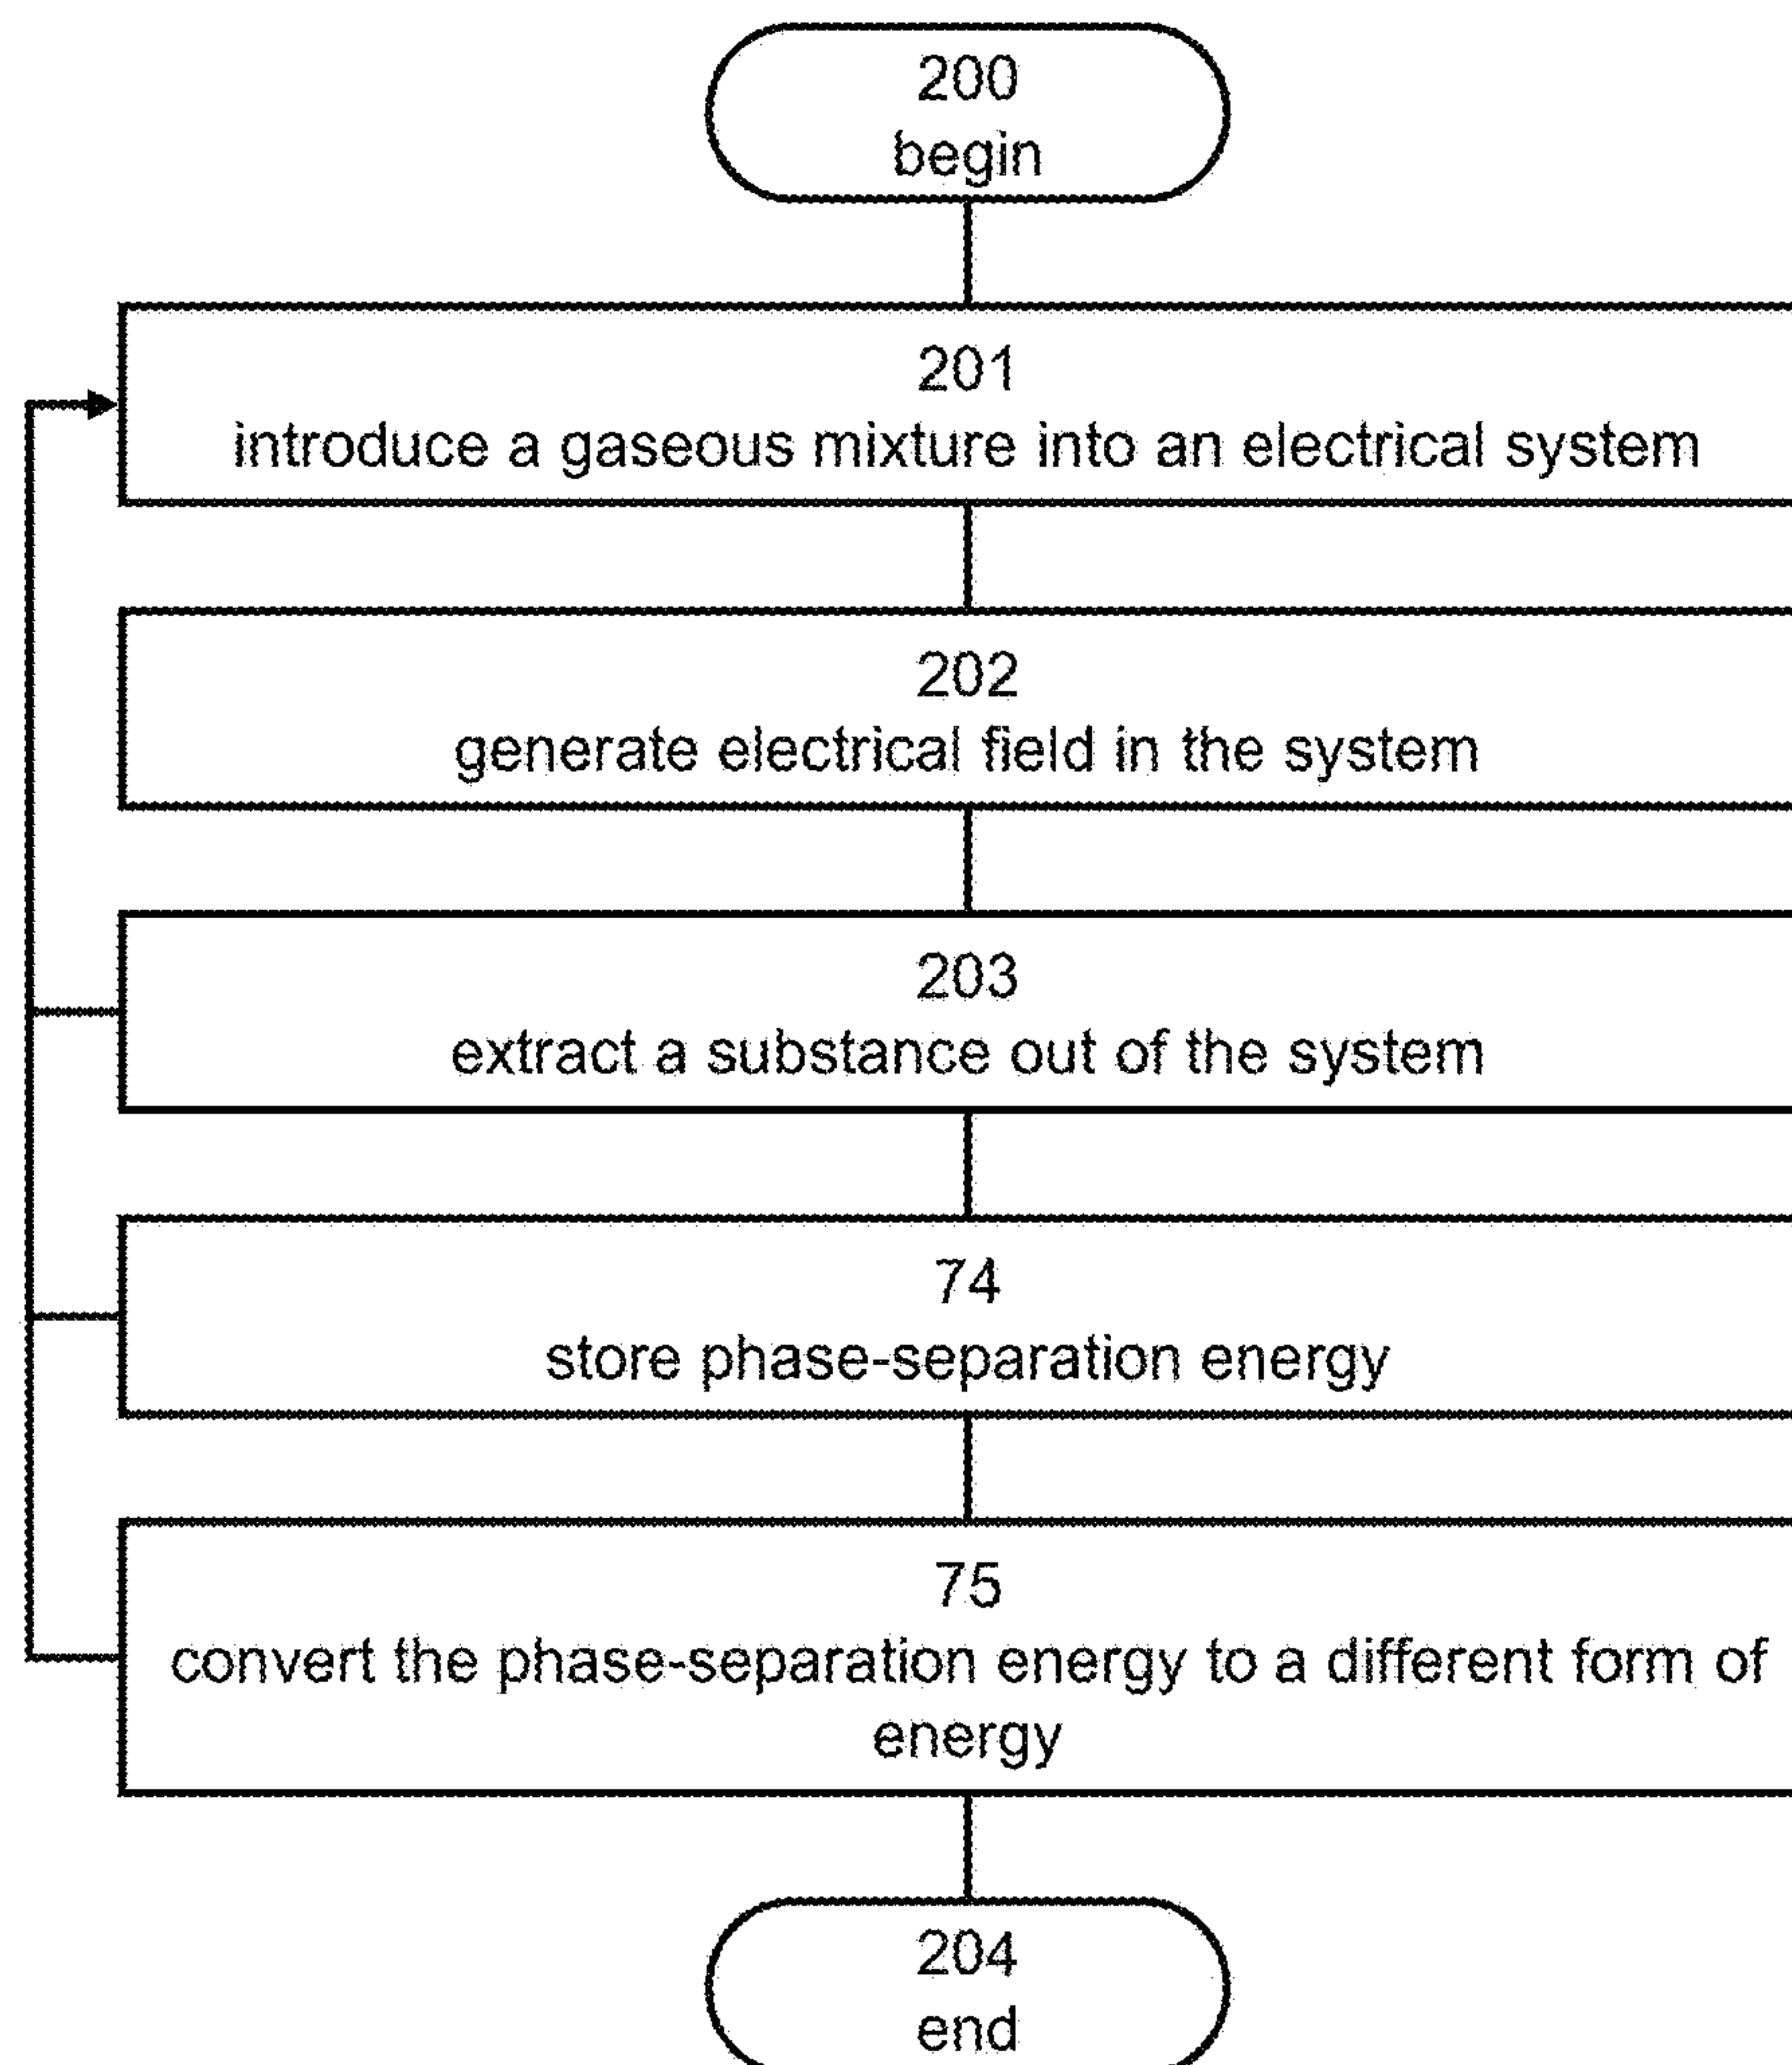 200
begin
201
introduce a gaseous mixture into an electrical system
202
generate electrical field in the system
203
extract a substance out of the system
74
store phase-separation energy
75
convert the phase-separation energy to a different form of
energy
204
end